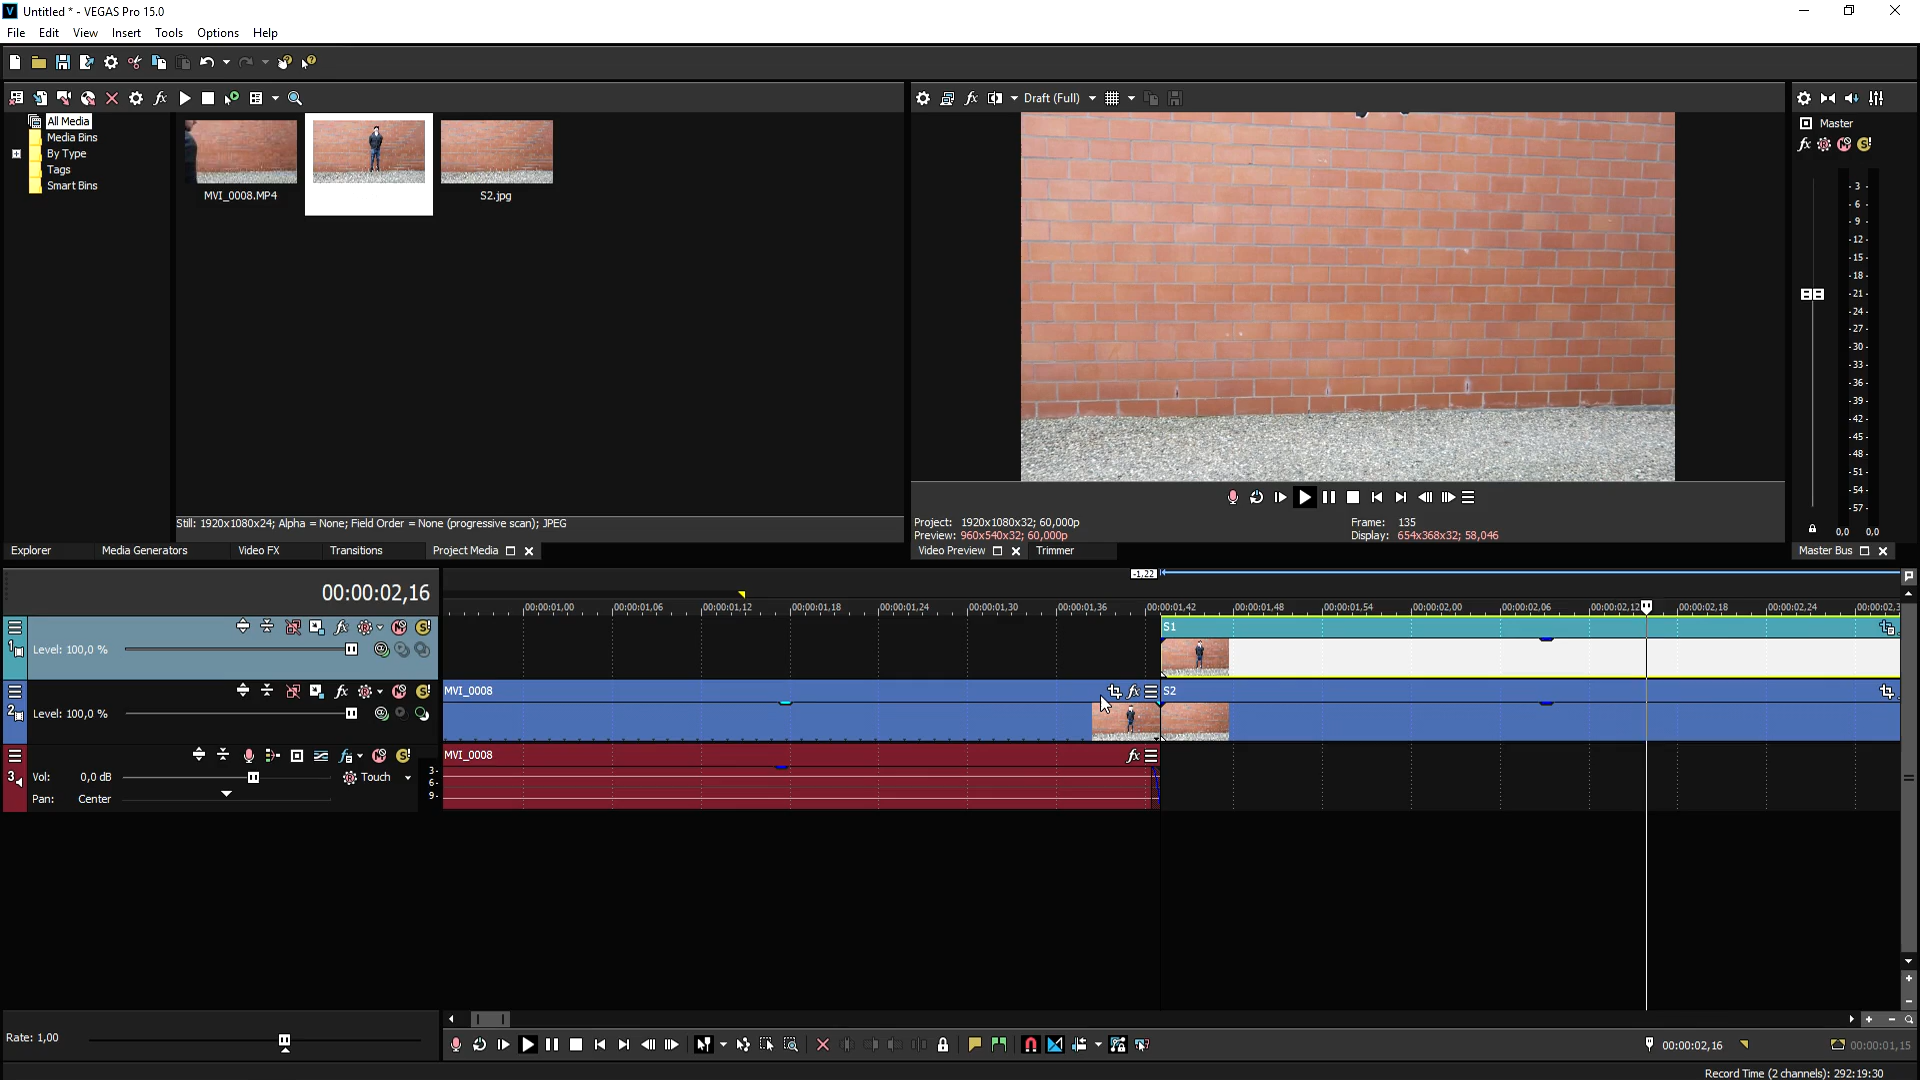 Untitled * - VEGAS Pro 15.0
File Edit View Insert Tools Options Help
All Media
Media Bins
By Type
Tags
Smart Bins
MVI_0008.MP4
S2.jpg
Still: 1920x1080x24; Alpha = None; Field Order = None (progressive scan); JPEG
Explorer Media Generators Video FX Transitions Project Media
Draft (Full)
Project: 1920x1080x32; 60,000p
Preview: 960x540x32; 60,000p
Frame: 135
Display: 654x368x32; 58,046
Video Preview Trimmer
Master
- 3 -
- 6 -
- 9 -
-12 -
-15 -
-18 -
-21 -
-24 -
-27 -
-30 -
-33 -
-36 -
-39 -
-42 -
-45 -
-48 -
-51 -
-54 -
-57 -
0,0 0,0
Master Bus
00:00:02,16
-1,22
00:00:01,00 00:00:01,06 00:00:01,12 00:00:01,18 00:00:01,24 00:00:01,30 00:00:01,36 00:00:01,42 00:00:01,48 00:00:01,54 00:00:02,00 00:00:02,06 00:00:02,12 00:00:02,18 00:00:02,24 00:00:02,3
1
Level: 100,0 %
S1
2
Level: 100,0 %
MVI_0008
S2
3
Vol: 0,0 dB
Touch
Pan: Center
3-
6-
9-
MVI_0008
Rate: 1,00
00:00:02,16
00:00:01,15
Record Time (2 channels): 292:19:30